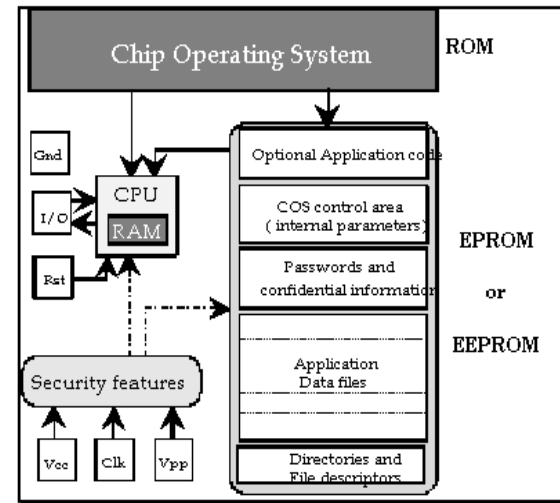 Chip Operating System
ROM
Gnd
CPU
RAM
I/O
Rst
Optional Application code
COS control area
( internal parameters)
Passwords and
confidential information
Application
Data files
Directories and
File descriptors
EPROM
or
EEPROM
Security features
Vcc
Clk
Vpp